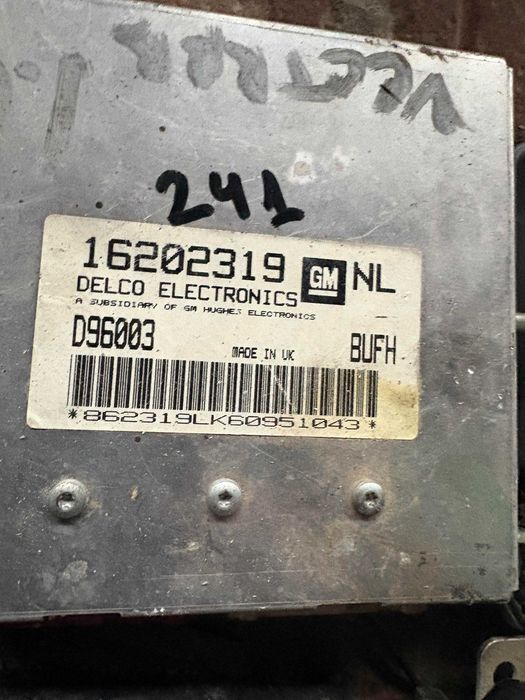 VECTRA B
241
16202319 GM NL
DELCO ELECTRONICS
A SUBSIDIARY OF GM HUGHES ELECTRONICS
D96003 MADE IN UK BUFH
*862319LK60951043*